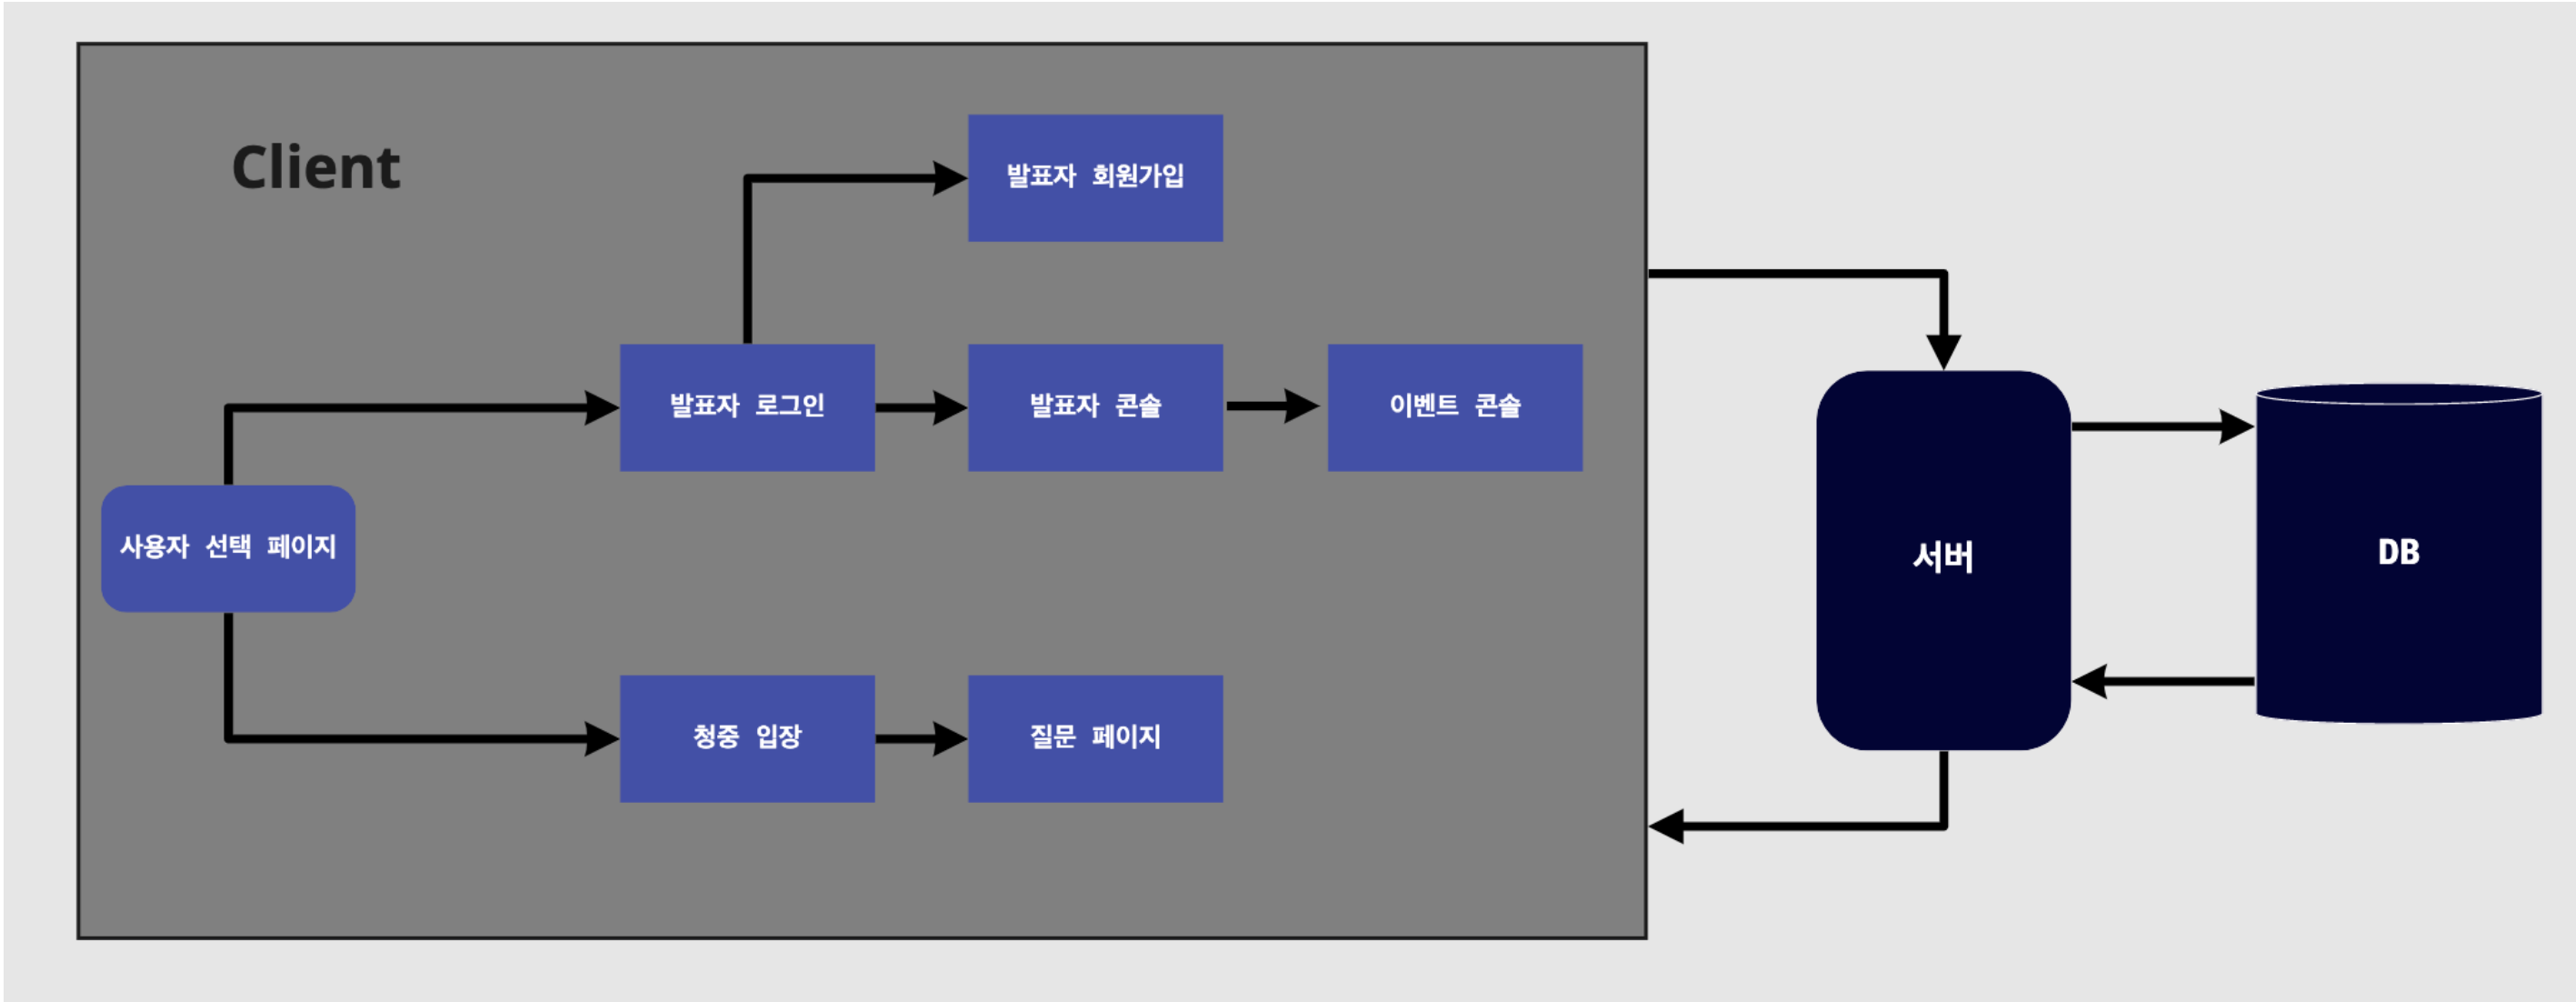 Client
발표자 회원가입
발표자 로그인
발표자 콘솔
이벤트 콘솔
사용자 선택 페이지
청중 입장
질문 페이지
서버
DB